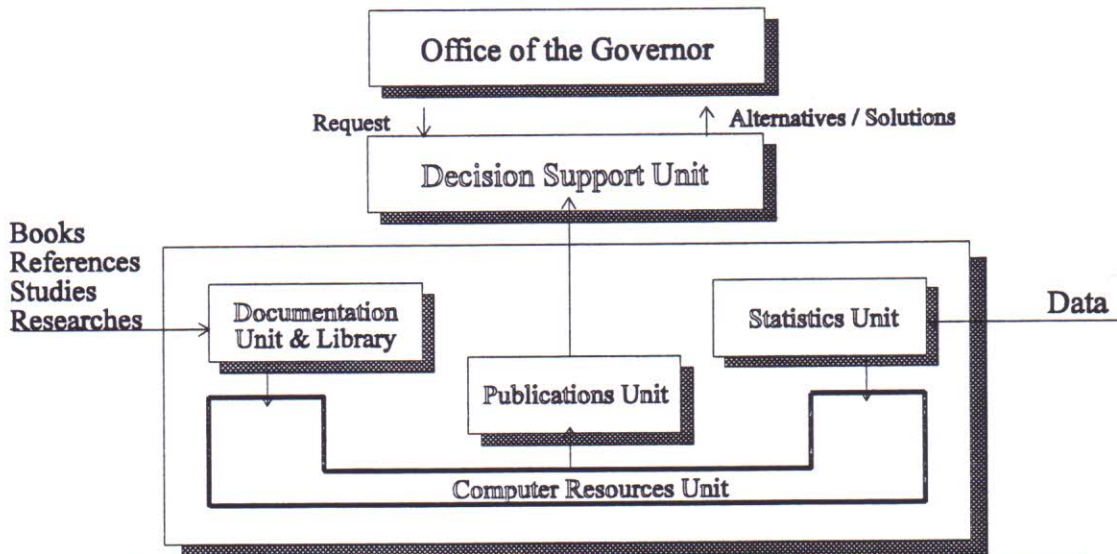 Office of the Governor
Request
Alternatives / Solutions
Decision Support Unit
Books
References
Studies
Researches
Documentation
Unit & Library
Statistics Unit
Data
Publications Unit
Computer Resources Unit